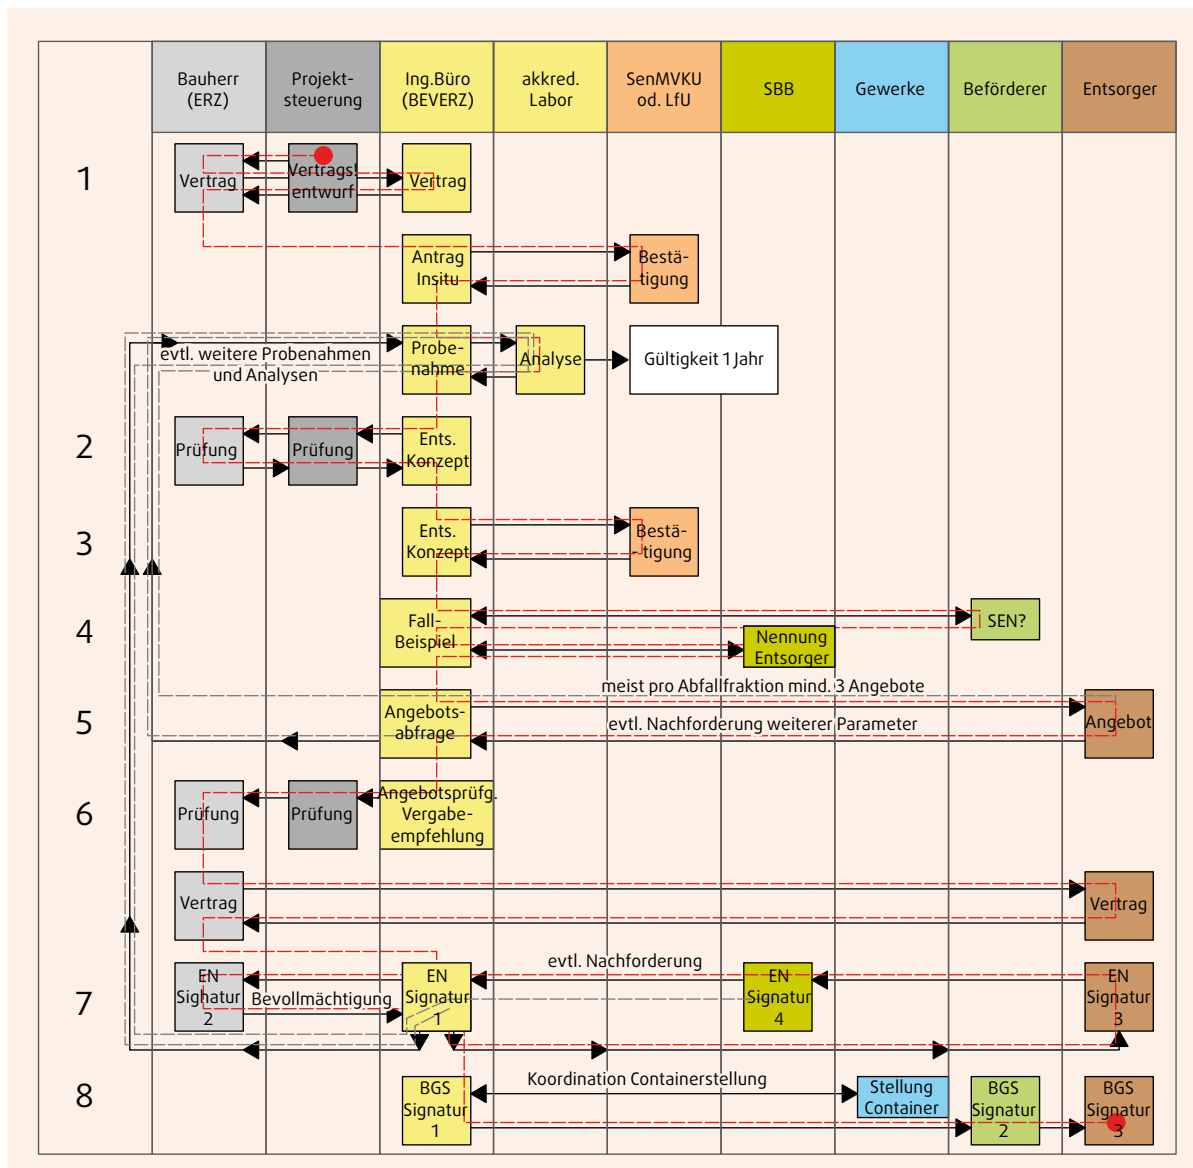 Bauherr
(ERZ)
Projekt-
steuerung
Ing.Büro
(BEVERZ)
akkred.
Labor
SenMVKU
od. LfU
SBB
Gewerke
Beförderer
Entsorger
1
Vertrag
Vertrags-
entwurf
Vertrag
Antrag
Insitu
Bestä-
tigung
evtl. weitere Probenahmen
und Analysen
Probe-
nahme
Analyse
Gültigkeit 1 Jahr
2
Prüfung
Prüfung
Ents.
Konzept
3
Ents.
Konzept
Bestä-
tigung
4
Fall-
Beispiel
SEN?
Nennung
Entsorger
5
Angebots-
abfrage
meist pro Abfallfraktion mind. 3 Angebote
evtl. Nachforderung weiterer Parameter
Angebot
6
Prüfung
Prüfung
Angebotsprüfg.
Vergabe-
empfehlung
Vertrag
Vertrag
7
EN
Signatur
2
Bevollmächtigung
EN
Signatur
1
evtl. Nachforderung
EN
Signatur
4
EN
Signatur
3
8
BGS
Signatur
1
Koordination Containerstellung
Stellung
Container
BGS
Signatur
2
BGS
Signatur
3